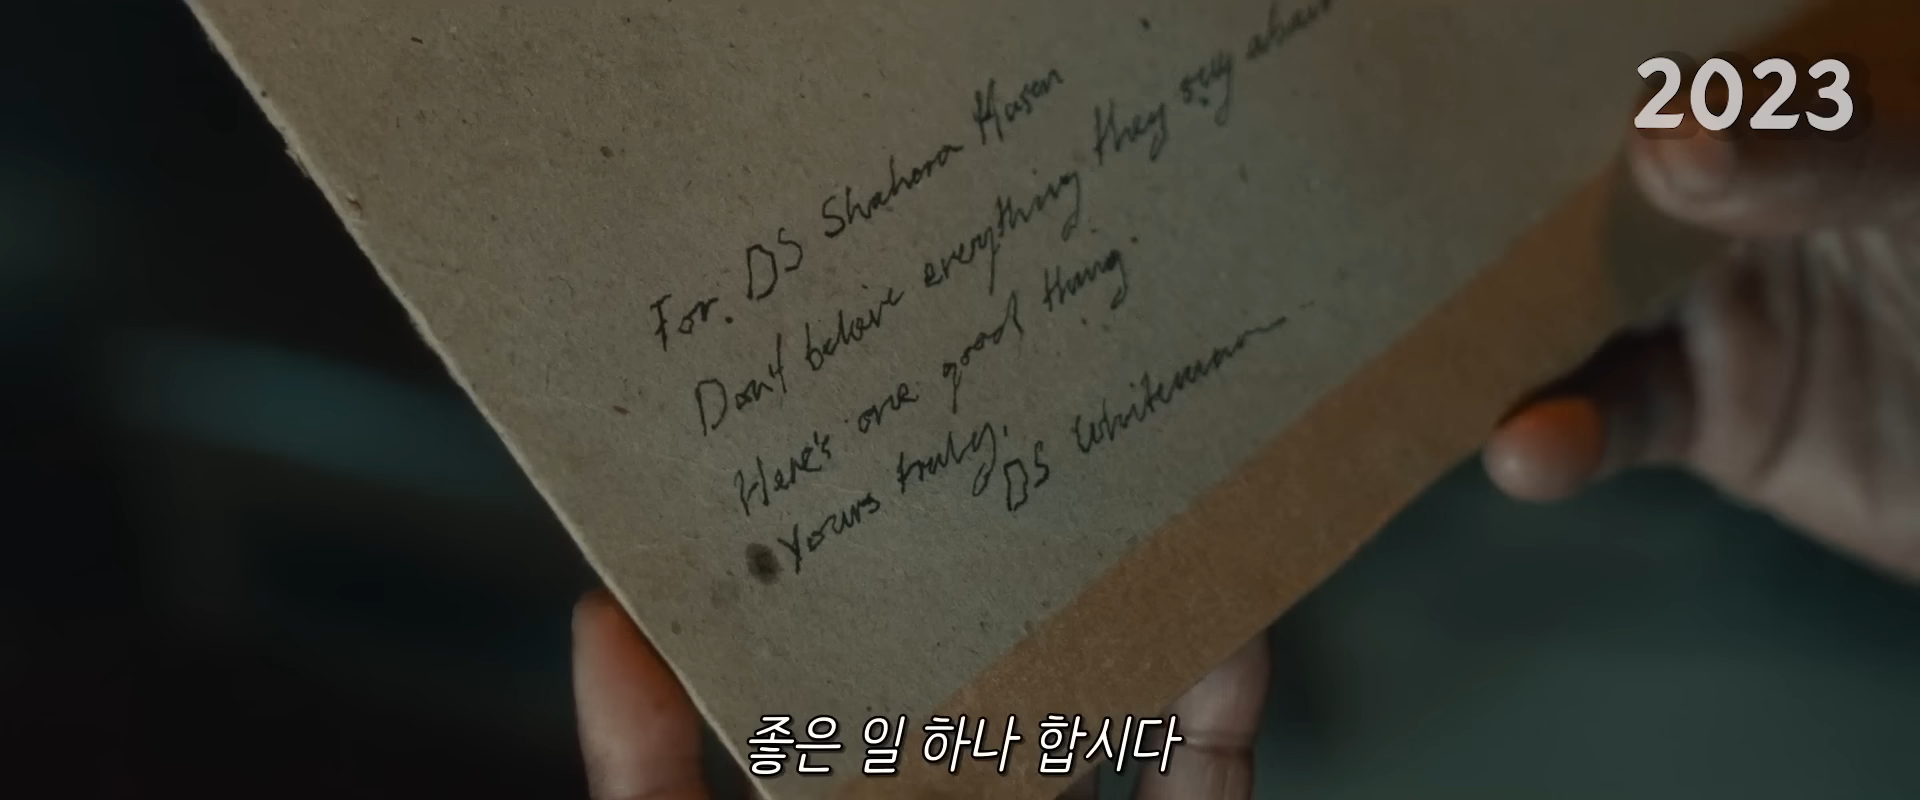 2023
For. DS Shahara Hasan
Don't beleive everything they say about
Here's one good thing.
Yours truly,
DS Whiteman
좋은 일 하나 합시다